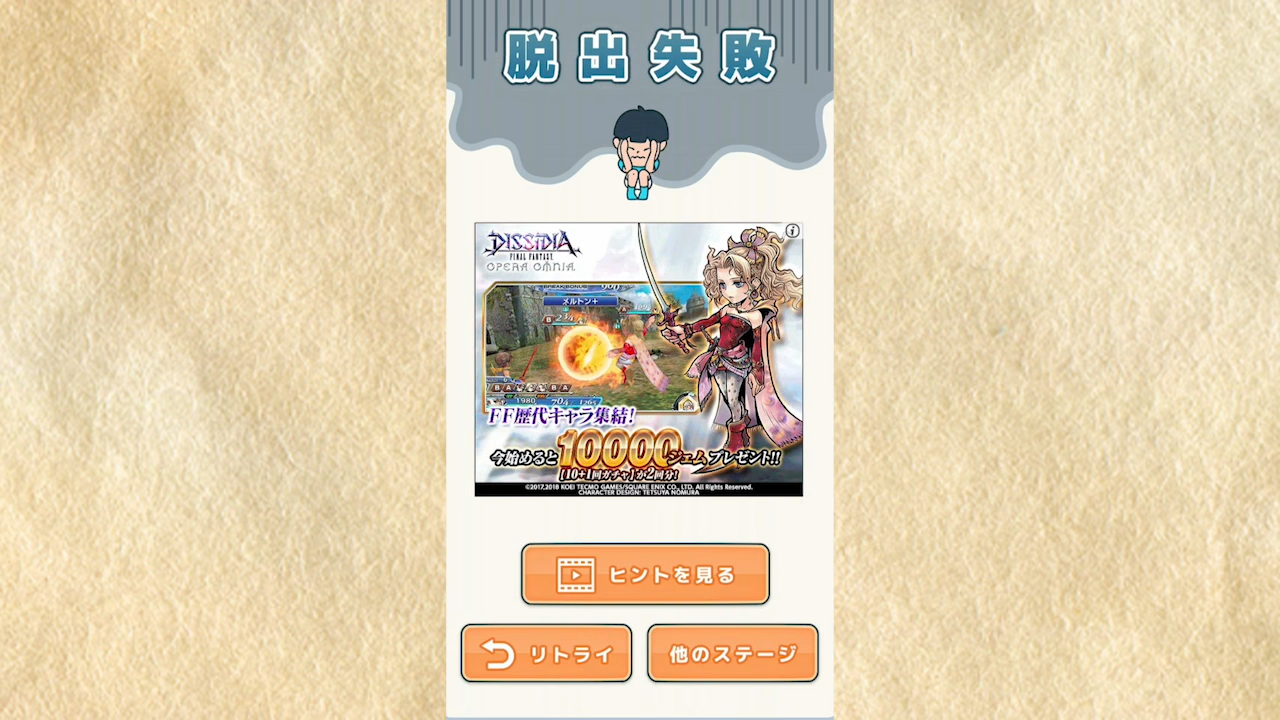 脱出失敗
DISSIDIA
FINAL FANTASY
OPERA OMNIA
BREAK BONUS
メルトン+
FF歴代キャラ集結!
今始めると10000ジェムプレゼント!!
【10+1回ガチャ】が2回分!
©2017,2018 KOEI TECMO GAMES/SQUARE ENIX CO., LTD. All Rights Reserved.
CHARACTER DESIGN: TETSUYA NOMURA
ヒントを見る
リトライ
他のステージ